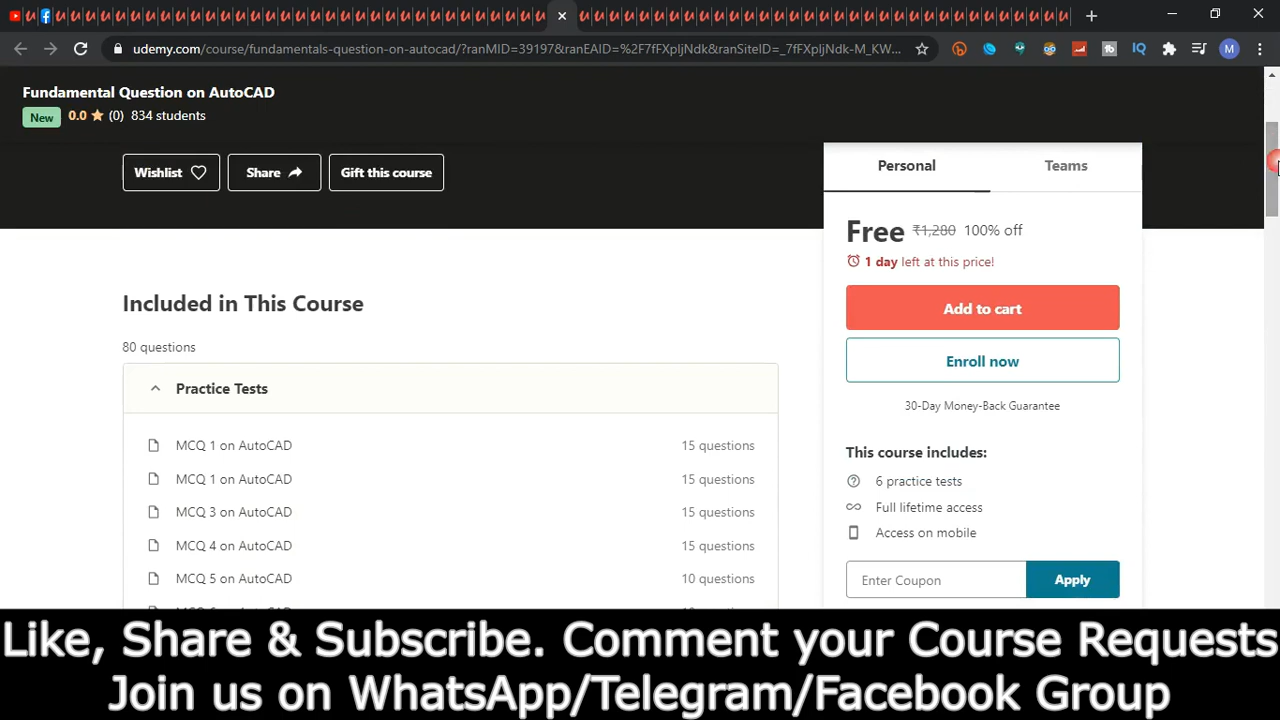 udemy.com/course/fundamentals-question-on-autocad/?ranMID=39197&ranEAID=%2F7fFXpljNdk&ranSiteID=_7fFXpljNdk-M_KW...
Fundamental Question on AutoCAD
New 0.0 ★ (0) 834 students
Wishlist Share Gift this course
Personal Teams
Free ₹1,280 100% off
1 day left at this price!
Add to cart
Enroll now
30-Day Money-Back Guarantee
This course includes:
6 practice tests
Full lifetime access
Access on mobile
Enter Coupon Apply
Included in This Course
80 questions
Practice Tests
MCQ 1 on AutoCAD 15 questions
MCQ 1 on AutoCAD 15 questions
MCQ 3 on AutoCAD 15 questions
MCQ 4 on AutoCAD 15 questions
MCQ 5 on AutoCAD 10 questions
Like, Share & Subscribe. Comment your Course Requests
Join us on WhatsApp/Telegram/Facebook Group